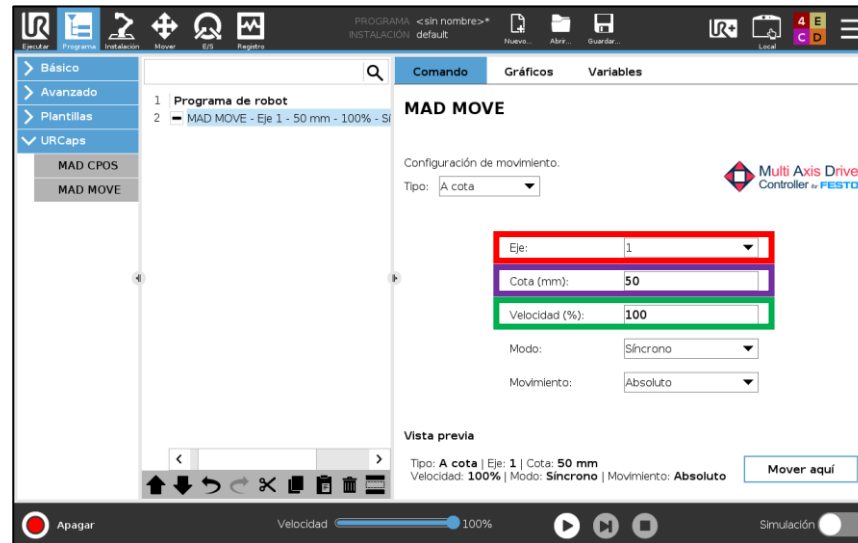 UR
PROGRAMA <sin nombre>*
INSTALACIÓN default
Ejecutar
Programa
Instalación
Mover
E/S
Registro
Nuevo...
Abrir...
Guardar...
UR+
Local
4 E
C D
Básico
Avanzado
Plantillas
URCaps
MAD CPOS
MAD MOVE
1 Programa de robot
2 MAD MOVE - Eje 1 - 50 mm - 100% - Sí
Comando Gráficos Variables
MAD MOVE
Configuración de movimiento.
Tipo: A cota
Multi Axis Drive
Controller for FESTO
Eje: 1
Cota (mm): 50
Velocidad (%): 100
Modo: Síncrono
Movimiento: Absoluto
Vista previa
Tipo: A cota | Eje: 1 | Cota: 50 mm
Velocidad: 100% | Modo: Síncrono | Movimiento: Absoluto
Mover aquí
Apagar
Velocidad 100%
Simulación